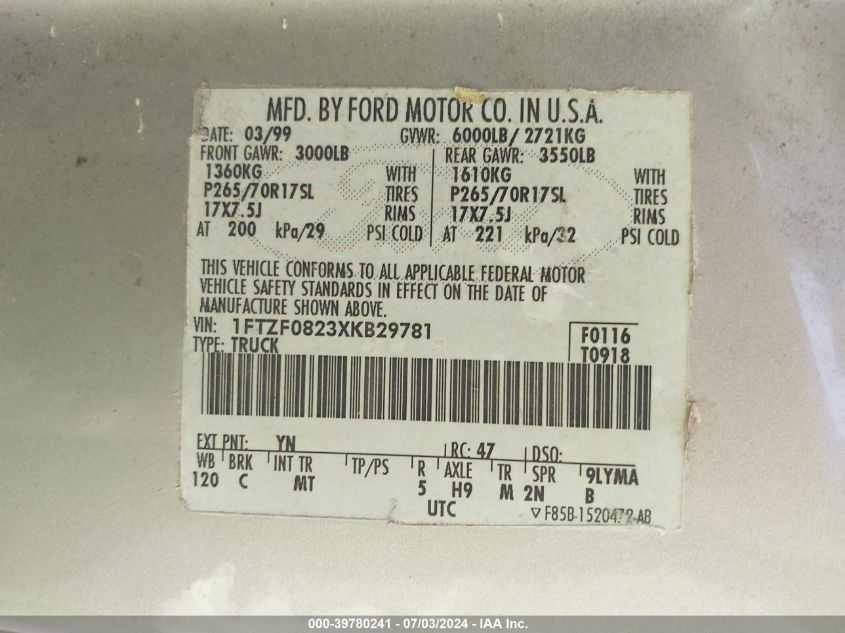 MFD. BY FORD MOTOR CO. IN U.S.A.
DATE: 03/99 GVWR: 6000LB/ 2721KG
FRONT GAWR: 3000LB REAR GAWR: 3550LB
1360KG WITH 1610KG WITH
P265/70R17SL TIRES P265/70R17SL TIRES
17X7.5J RIMS 17X7.5J RIMS
AT 200 kPa/29 PSI COLD AT 221 kPa/32 PSI COLD
THIS VEHICLE CONFORMS TO ALL APPLICABLE FEDERAL MOTOR
VEHICLE SAFETY STANDARDS IN EFFECT ON THE DATE OF
MANUFACTURE SHOWN ABOVE.
VIN: 1FTZF0823XKB29781 F0116
TYPE: TRUCK T0918
EXT PNT: YN RC: 47 DSO:
WB BRK INT TR TP/PS R AXLE TR SPR 9LYMA
120 C MT 5 H9 M 2N B
UTC ▽ F85B-1520472-AB
000-39780241 - 07/03/2024 - IAA Inc.